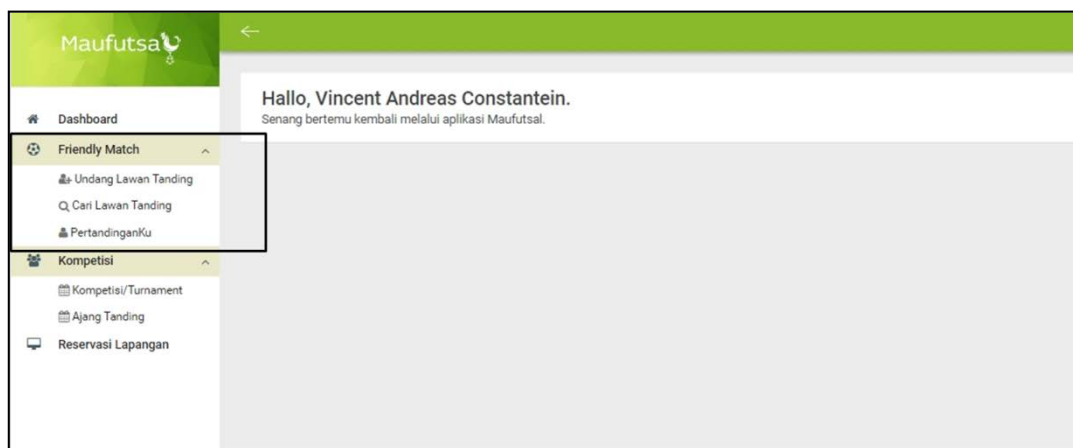 Maufutsal
Hallo, Vincent Andreas Constantein.
Senang bertemu kembali melalui aplikasi Maufutsal.
Dashboard
Friendly Match
Undang Lawan Tanding
Cari Lawan Tanding
PertandinganKu
Kompetisi
Kompetisi/Turnament
Ajang Tanding
Reservasi Lapangan